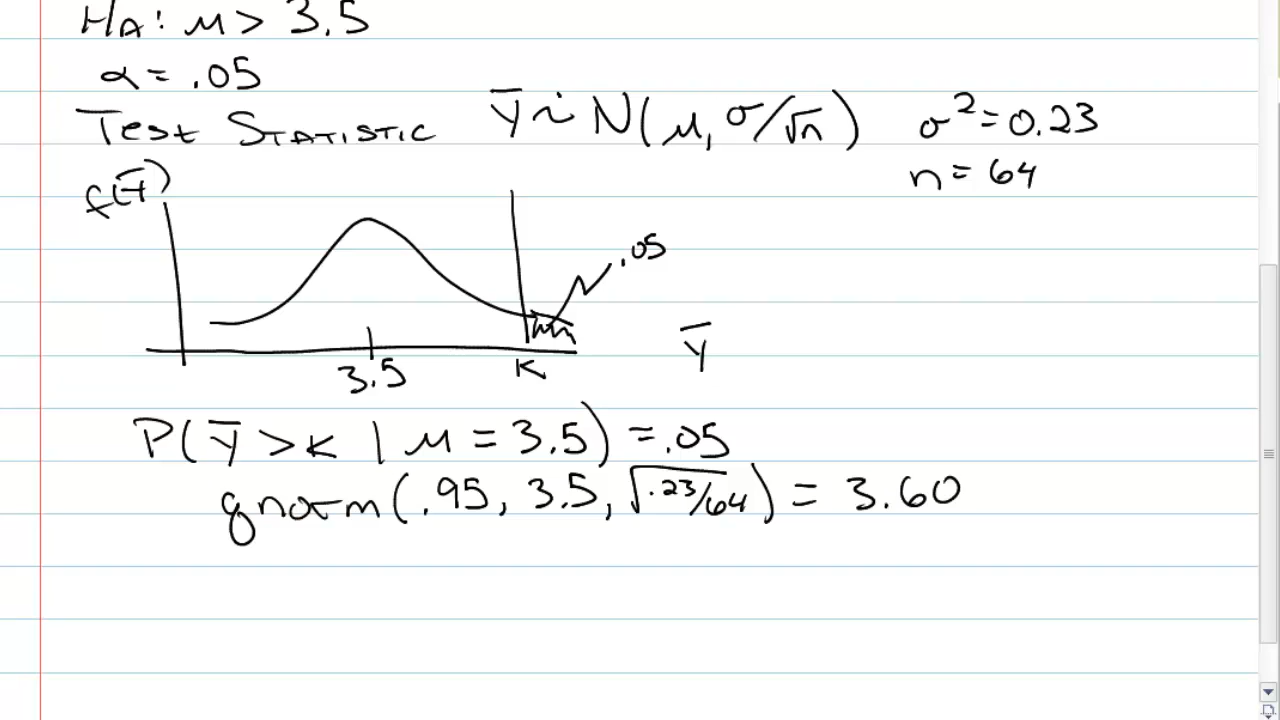 HA: μ > 3.5
α = .05
Test Statistic Ȳ ~ N(μ, σ/√n) σ² = 0.23
n = 64
f(Ȳ)
.05
3.5 K Ȳ
P(Ȳ > K | μ = 3.5) = .05
qnorm(.95, 3.5, √.23/64) = 3.60